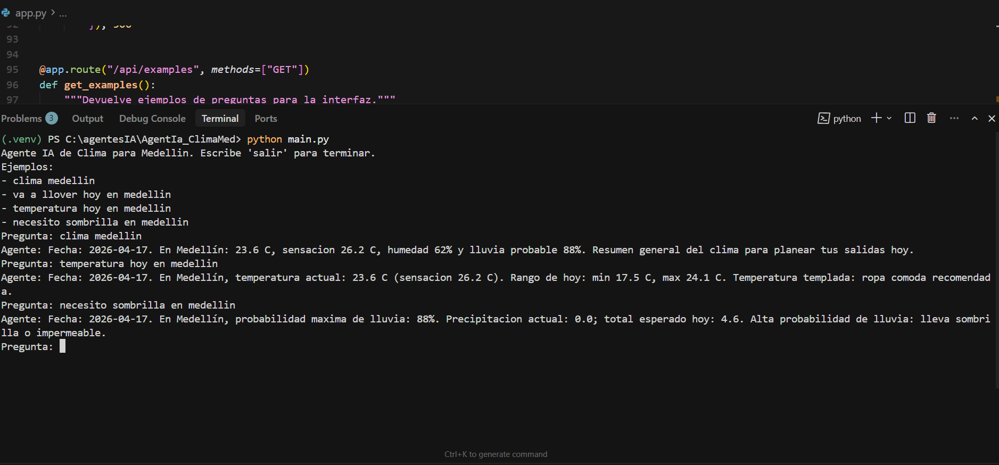 app.py > ...
93
94
95 @app.route("/api/examples", methods=["GET"])
96 def get_examples():
97 """Devuelve ejemplos de preguntas para la interfaz."""
Problems 3 Output Debug Console Terminal Ports python
(.venv) PS C:\agentesIA\AgentIa_ClimaMed> python main.py
Agente IA de Clima para Medellin. Escribe 'salir' para terminar.
Ejemplos:
- clima medellin
- va a llover hoy en medellin
- temperatura hoy en medellin
- necesito sombrilla en medellin
Pregunta: clima medellin
Agente: Fecha: 2026-04-17. En Medellín: 23.6 C, sensacion 26.2 C, humedad 62% y lluvia probable 88%. Resumen general del clima para planear tus salidas hoy.
Pregunta: temperatura hoy en medellin
Agente: Fecha: 2026-04-17. En Medellín, temperatura actual: 23.6 C (sensacion 26.2 C). Rango de hoy: min 17.5 C, max 24.1 C. Temperatura templada: ropa comoda recomendad
a.
Pregunta: necesito sombrilla en medellin
Agente: Fecha: 2026-04-17. En Medellín, probabilidad maxima de lluvia: 88%. Precipitacion actual: 0.0; total esperado hoy: 4.6. Alta probabilidad de lluvia: lleva sombri
lla o impermeable.
Pregunta:
Ctrl+K to generate command